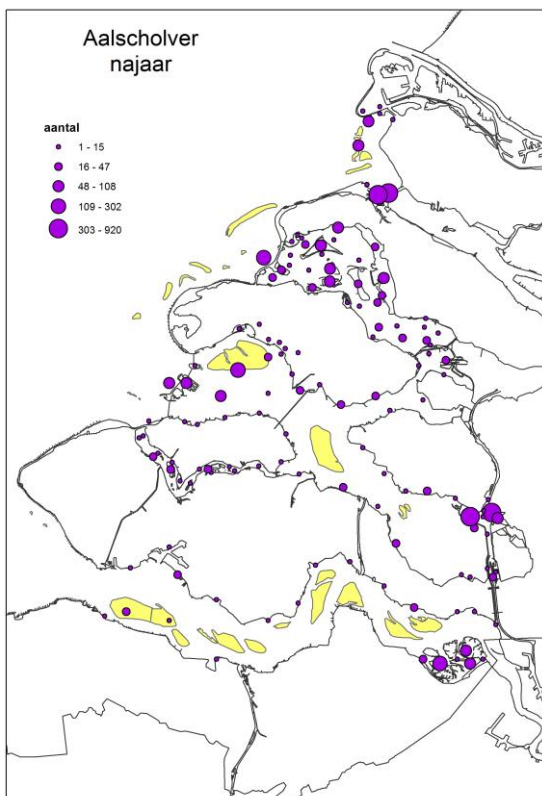 Aalscholver
najaar
aantal
1 - 15
16 - 47
48 - 108
109 - 302
303 - 920